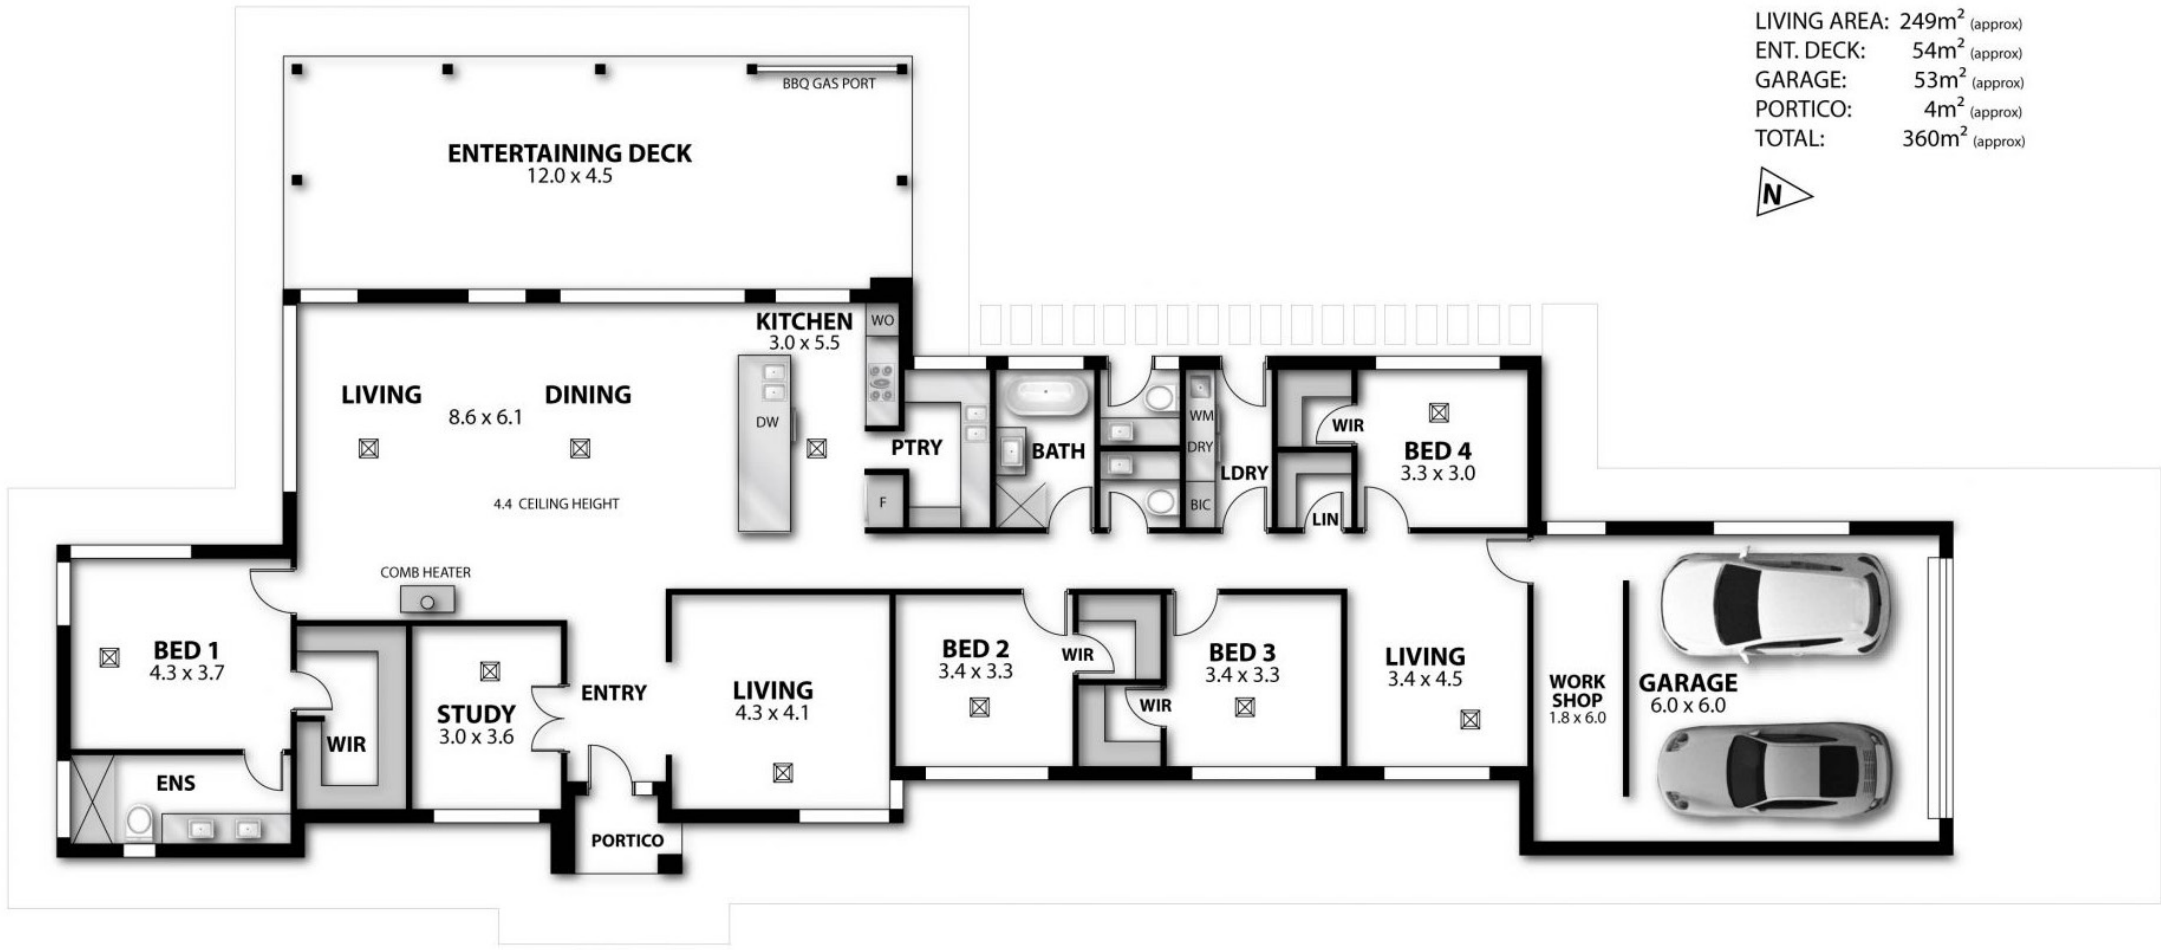 LIVING AREA: 249m² (approx)
ENT. DECK: 54m² (approx)
GARAGE: 53m² (approx)
PORTICO: 4m² (approx)
TOTAL: 360m² (approx)
N
BBQ GAS PORT
ENTERTAINING DECK
12.0 x 4.5
KITCHEN
3.0 x 5.5
WO
LIVING
DINING
8.6 x 6.1
DW
PTRY
F
4.4 CEILING HEIGHT
COMB HEATER
BATH
WM
DRY
BIC
LDRY
WIR
LIN
BED 4
3.3 x 3.0
BED 1
4.3 x 3.7
ENS
WIR
STUDY
3.0 x 3.6
ENTRY
PORTICO
LIVING
4.3 x 4.1
BED 2
3.4 x 3.3
WIR
WIR
BED 3
3.4 x 3.3
LIVING
3.4 x 4.5
WORK
SHOP
1.8 x 6.0
GARAGE
6.0 x 6.0